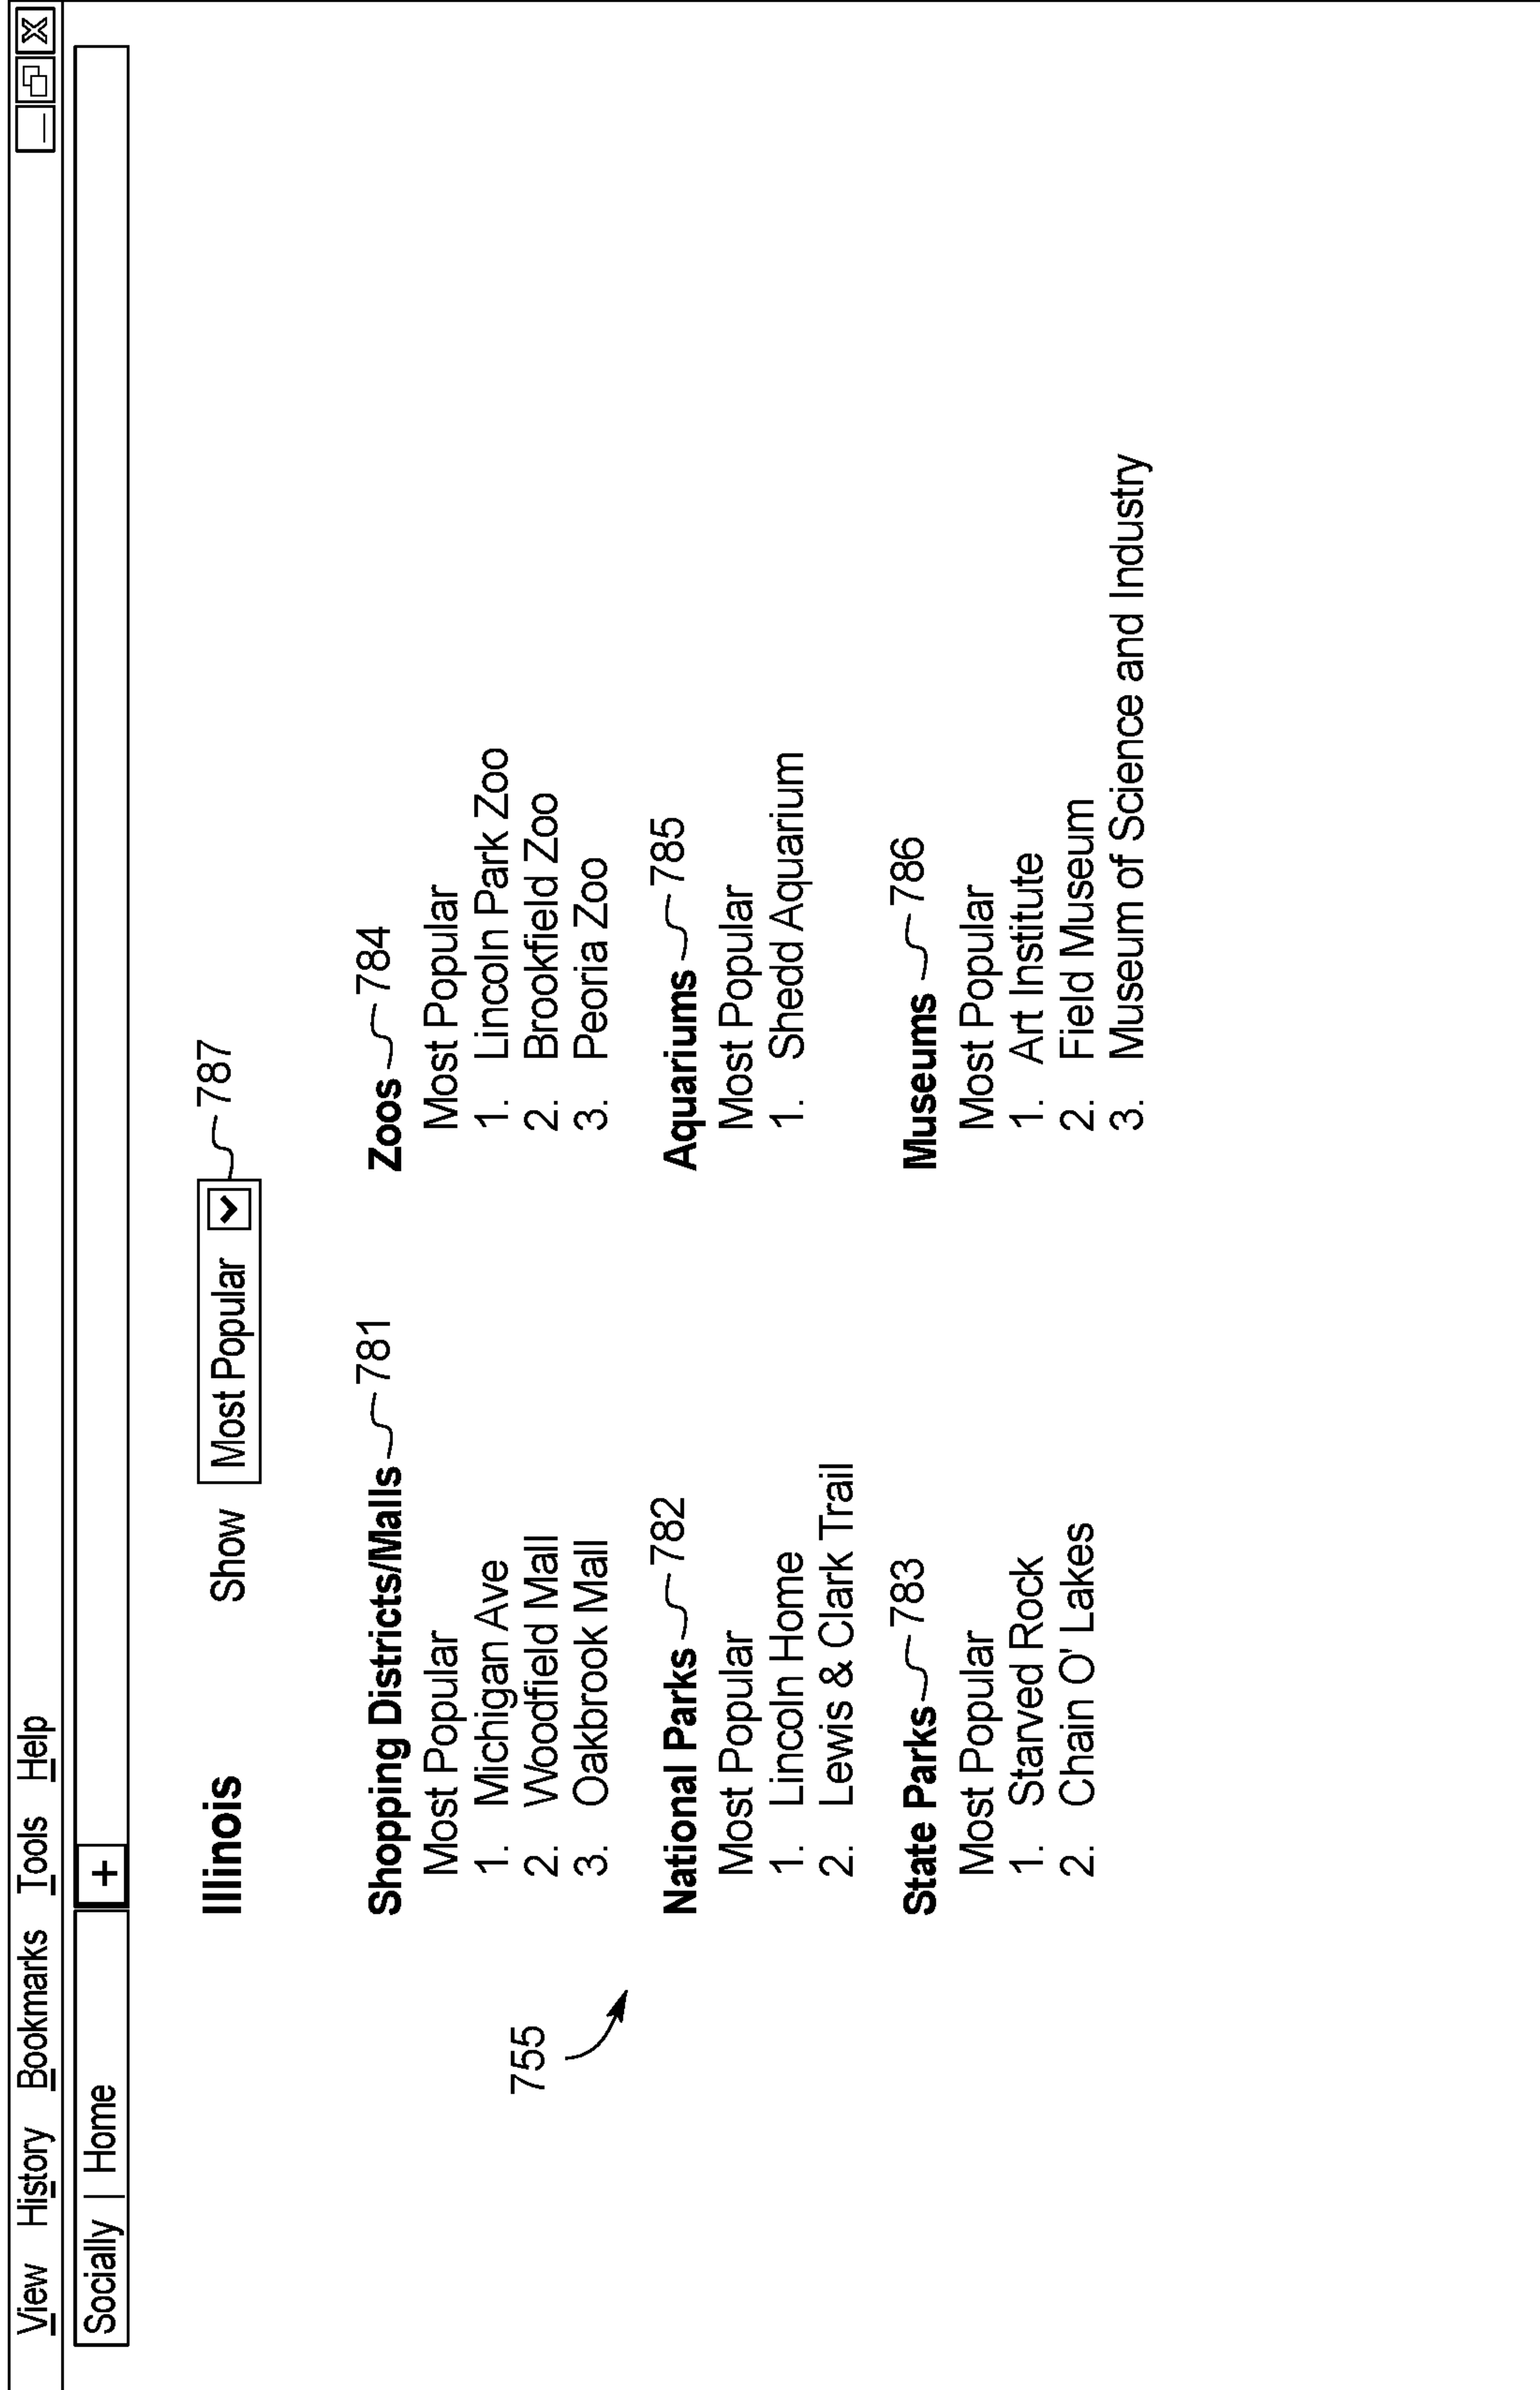 View History Bookmarks Tools Help
Socially | Home +
Illinois Show Most Popular 787
755
Shopping Districts/Malls 781
Most Popular
1. Michigan Ave
2. Woodfield Mall
3. Oakbrook Mall
National Parks 782
Most Popular
1. Lincoln Home
2. Lewis & Clark Trail
State Parks 783
Most Popular
1. Starved Rock
2. Chain O' Lakes
Zoos 784
Most Popular
1. Lincoln Park Zoo
2. Brookfield Zoo
3. Peoria Zoo
Aquariums 785
Most Popular
1. Shedd Aquarium
Museums 786
Most Popular
1. Art Institute
2. Field Museum
3. Museum of Science and Industry